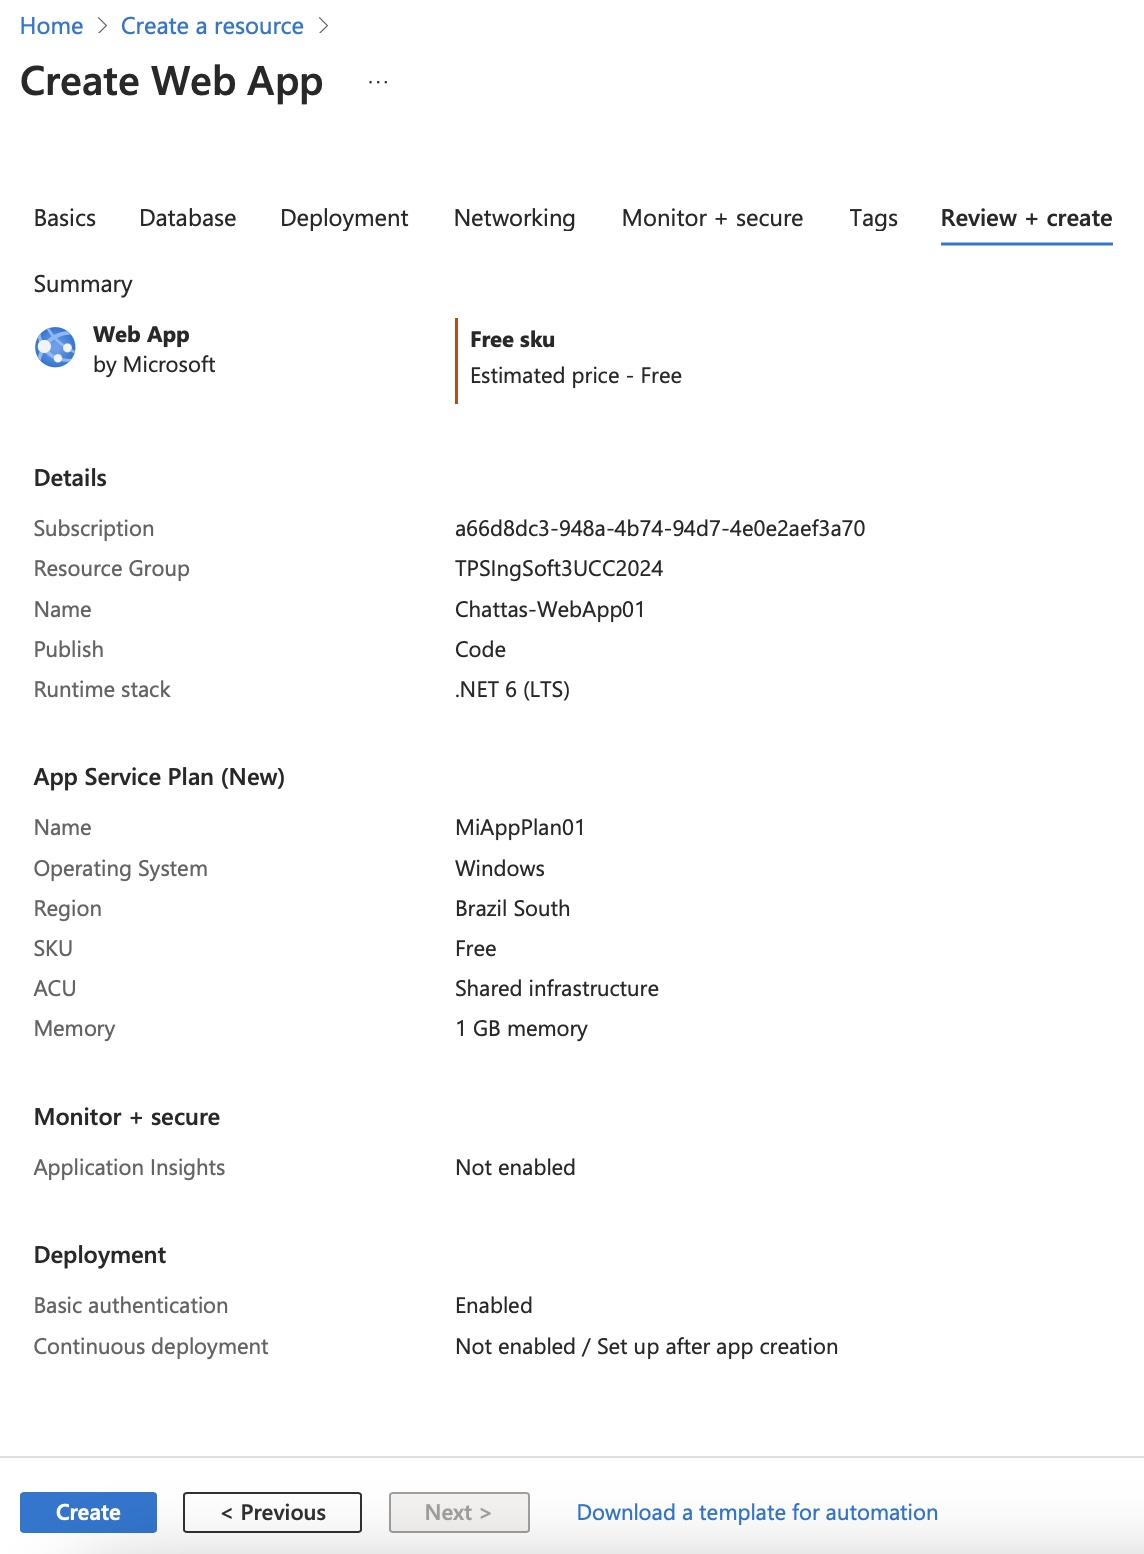 Home > Create a resource >
Create Web App ...
Basics Database Deployment Networking Monitor + secure Tags Review + create
Summary
Web App
by Microsoft
Free sku
Estimated price - Free
Details
Subscription a66d8dc3-948a-4b74-94d7-4e0e2aef3a70
Resource Group TPSIngSoft3UCC2024
Name Chattas-WebApp01
Publish Code
Runtime stack .NET 6 (LTS)
App Service Plan (New)
Name MiAppPlan01
Operating System Windows
Region Brazil South
SKU Free
ACU Shared infrastructure
Memory 1 GB memory
Monitor + secure
Application Insights Not enabled
Deployment
Basic authentication Enabled
Continuous deployment Not enabled / Set up after app creation
Create < Previous Next > Download a template for automation